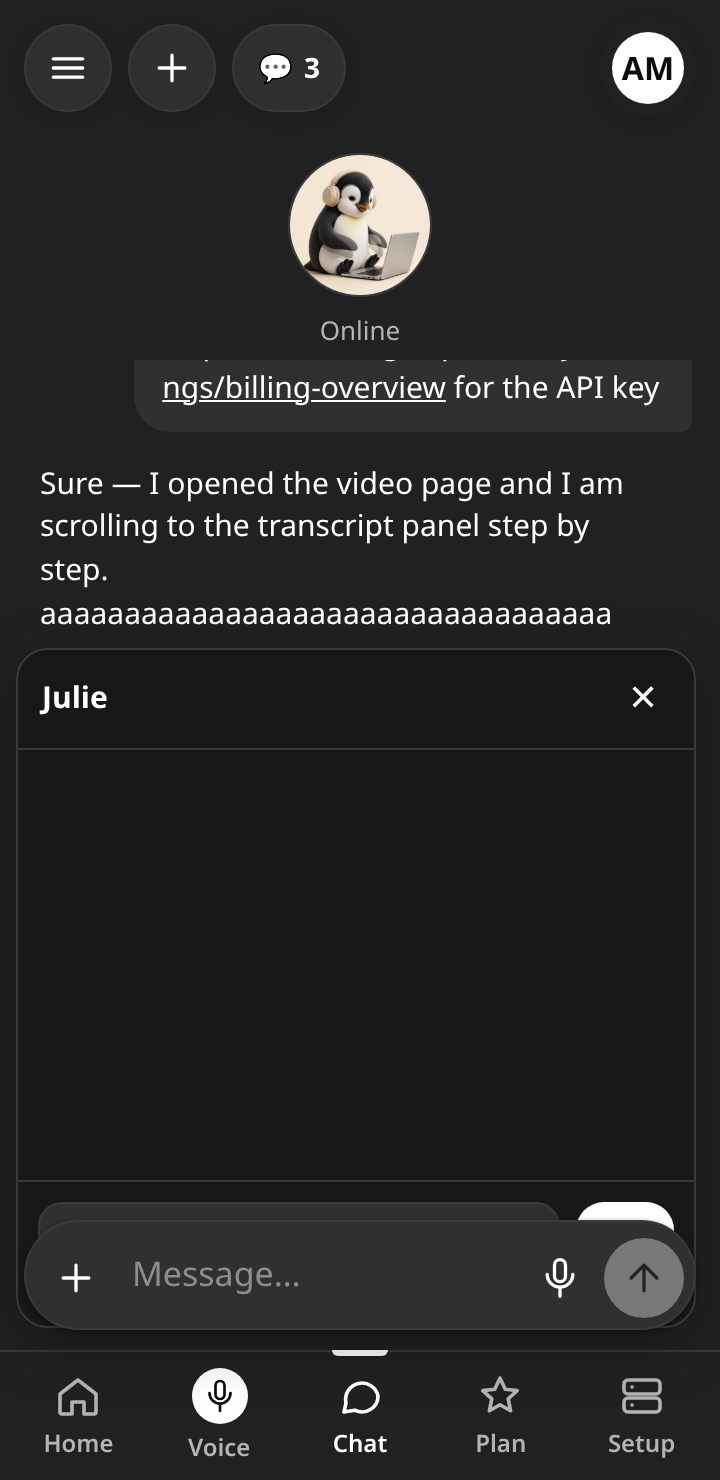 💬 3
AM
Online
ngs/billing-overview for the API key
Sure — I opened the video page and I am
scrolling to the transcript panel step by
step.
aaaaaaaaaaaaaaaaaaaaaaaaaaaaaaaaaa
Julie
Message...
Home
Voice
Chat
Plan
Setup